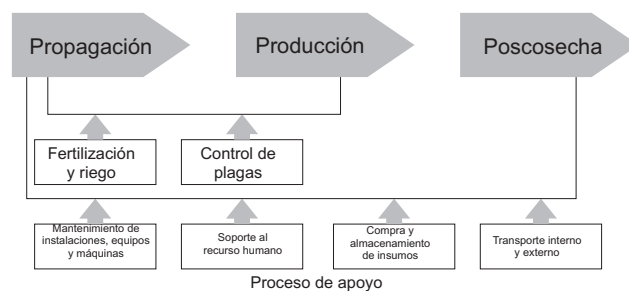 Propagación
Producción
Poscosecha
Fertilización
y riego
Control de
plagas
Mantenimiento de
instalaciones, equipos
y máquinas
Soporte al
recurso humano
Compra y
almacenamiento
de insumos
Transporte interno
y externo
Proceso de apoyo